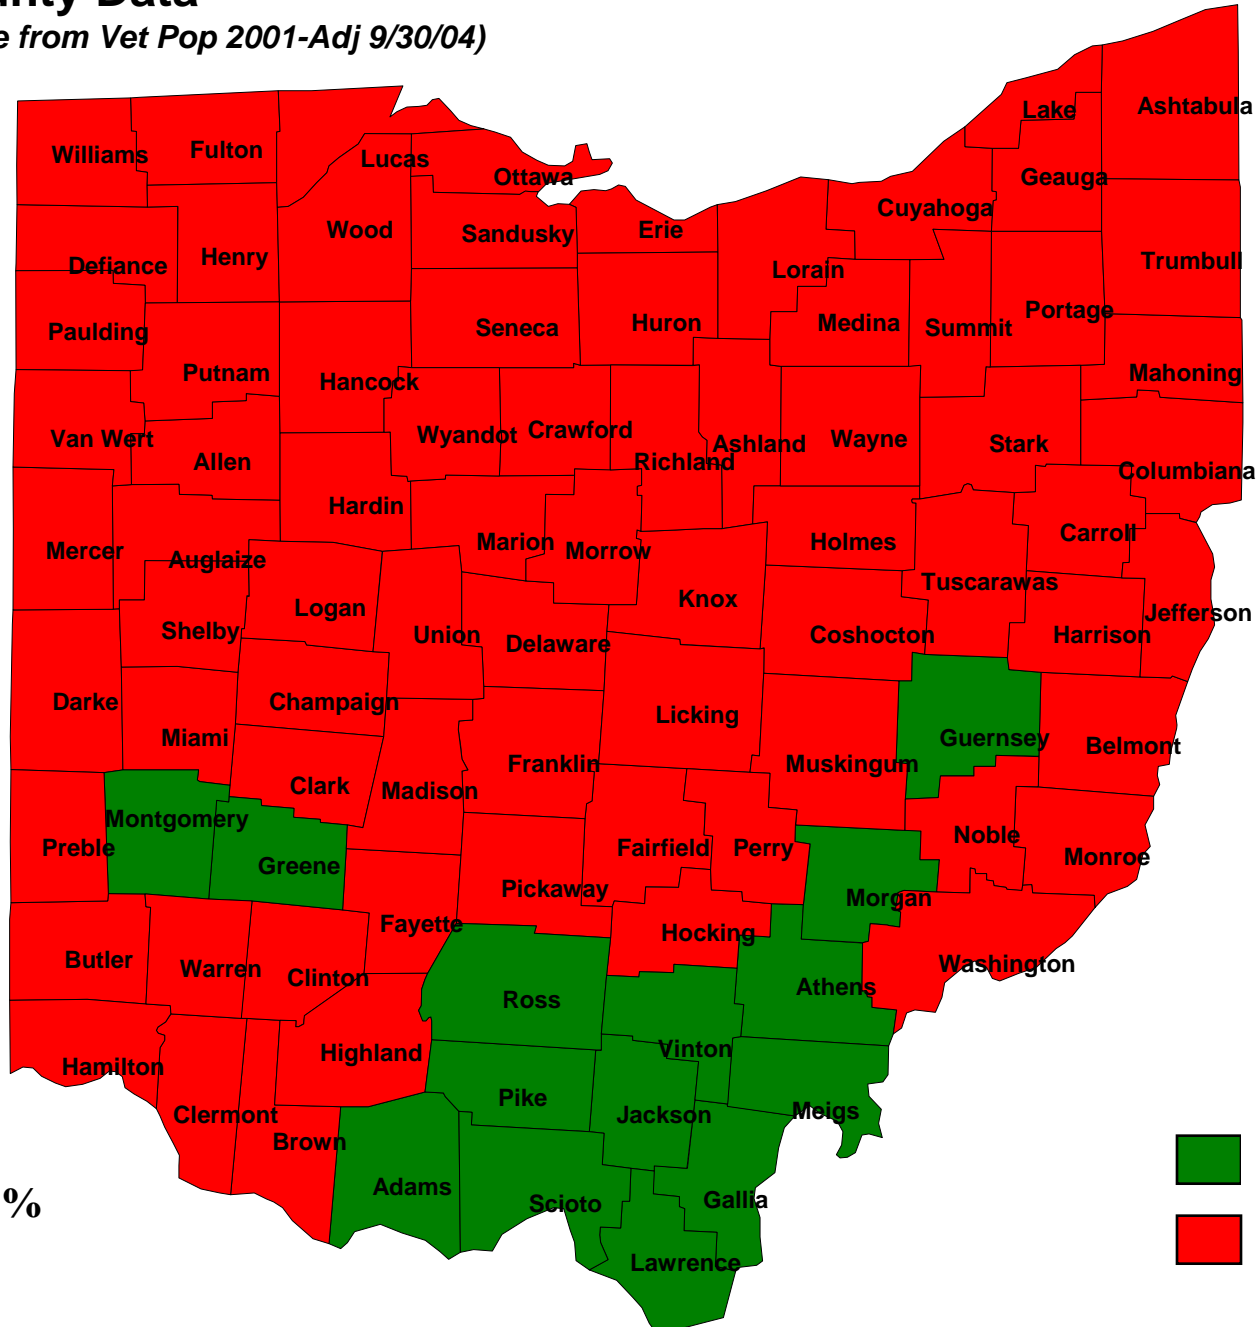 unty Data
e from Vet Pop 2001-Adj 9/30/04)
Lake
Ashtabula
Williams
Fulton
Lucas
Ottawa
Geauga
Cuyahoga
Wood
Sandusky
Erie
Defiance
Henry
Lorain
Trumbull
Paulding
Seneca
Huron
Medina
Summit
Portage
Putnam
Hancock
Mahoning
Van Wert
Wyandot
Crawford
Ashland
Wayne
Stark
Allen
Richland
Columbiana
Hardin
Mercer
Auglaize
Marion
Morrow
Holmes
Carroll
Logan
Knox
Tuscarawas
Jefferson
Shelby
Union
Delaware
Coshocton
Harrison
Darke
Champaign
Licking
Miami
Guernsey
Belmont
Clark
Madison
Franklin
Muskingum
Montgomery
Preble
Greene
Fairfield
Perry
Noble
Monroe
Pickaway
Morgan
Fayette
Hocking
Butler
Warren
Clinton
Washington
Ross
Athens
Hamilton
Highland
Vinton
Clermont
Pike
Jackson
Meigs
Brown
Adams
Scioto
Gallia
%
Lawrence